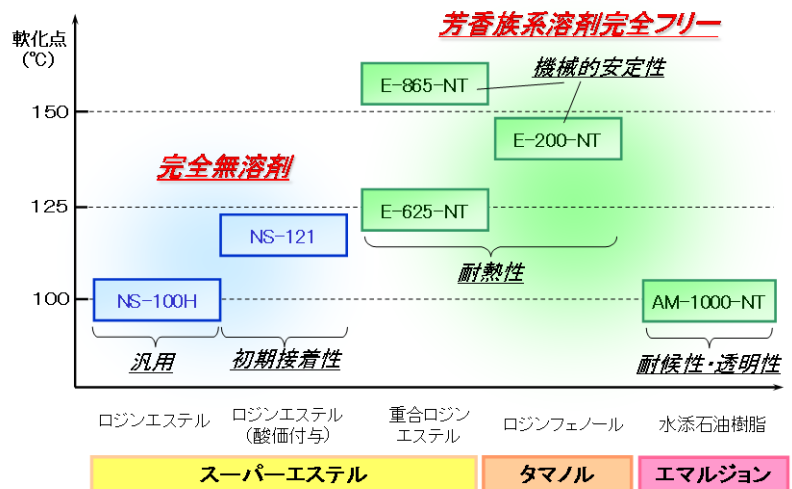 芳香族系溶剤完全フリー
軟化点
(℃)
機械的安定性
E-865-NT
150
E-200-NT
完全無溶剤
125
E-625-NT
NS-121
耐熱性
100
NS-100H
AM-1000-NT
汎用
初期接着性
耐候性・透明性
ロジンエステル
ロジンエステル
(酸価付与)
重合ロジン
エステル
ロジンフェノール
水添石油樹脂
スーパーエステル
タマノル
エマルジョン